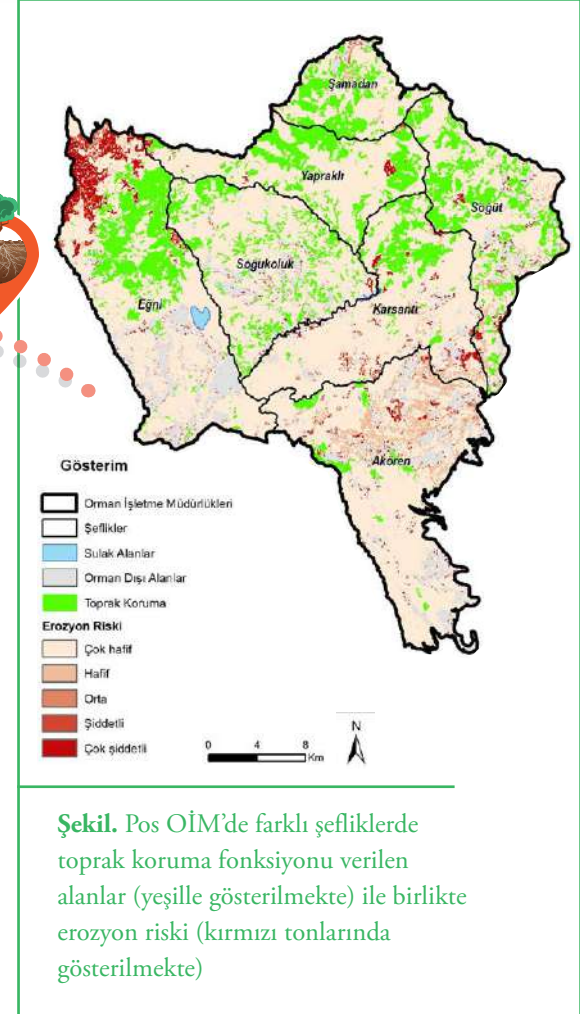 Şamadan
Yapraklı
Söğüt
Soğukoluk
Eğni
Karsantı
Akören
Gösterim
Orman İşletme Müdürlükleri
Şeflikler
Sulak Alanlar
Orman Dışı Alanlar
Toprak Koruma
Erozyon Riski
Çok hafif
Hafif
Orta
Şiddetli
Çok şiddetli
0 4 8
Km
N
Şekil. Pos OİM’de farklı şefliklerde
toprak koruma fonksiyonu verilen
alanlar (yeşille gösterilmekte) ile birlikte
erozyon riski (kırmızı tonlarında
gösterilmekte)